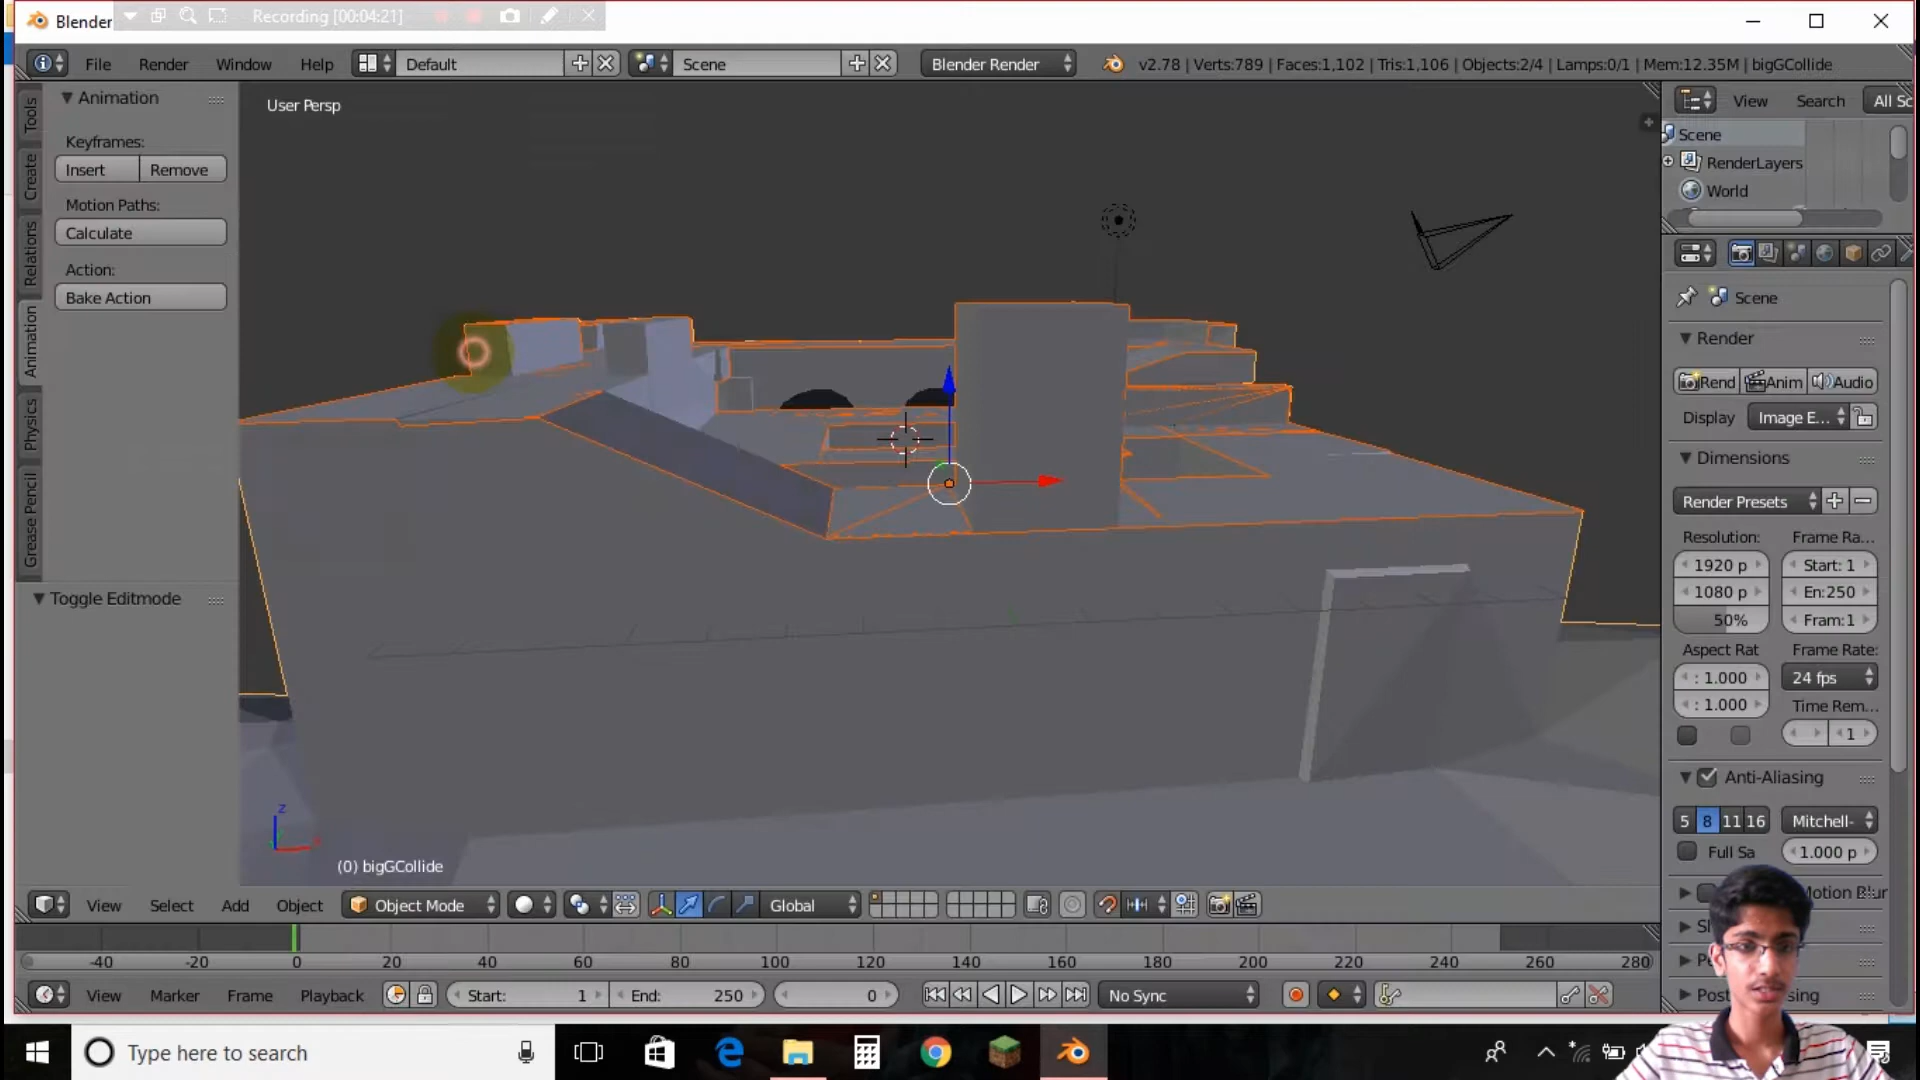 Blender
Recording [00:04:21]
File Render Window Help Default Scene Blender Render v2.78 | Verts:789 | Faces:1,102 | Tris:1,106 | Objects:2/4 | Lamps:0/1 | Mem:12.35M | bigGCollide
Tools
Create
Relations
Animation
Physics
Grease Pencil
Animation
Keyframes:
Insert Remove
Motion Paths:
Calculate
Action:
Bake Action
Toggle Editmode
User Persp
z
(0) bigGCollide
View Search All Sc
Scene
RenderLayers
World
Scene
Render
Rend Anim Audio
Display Image E...
Dimensions
Render Presets
Resolution: Frame Ra...
1920 p Start: 1
1080 p En:250
50% Fram:1
Aspect Rat Frame Rate:
: 1.000 24 fps
: 1.000 Time Rem...
1
Anti-Aliasing
5 8 11 16 Mitchell-
Full Sa 1.000 p
otion Blur
View Select Add Object Object Mode Global
-40 -20 0 20 40 60 80 100 120 140 160 180 200 220 240 260 280
View Marker Frame Playback Start: 1 End: 250 0 No Sync
Type here to search